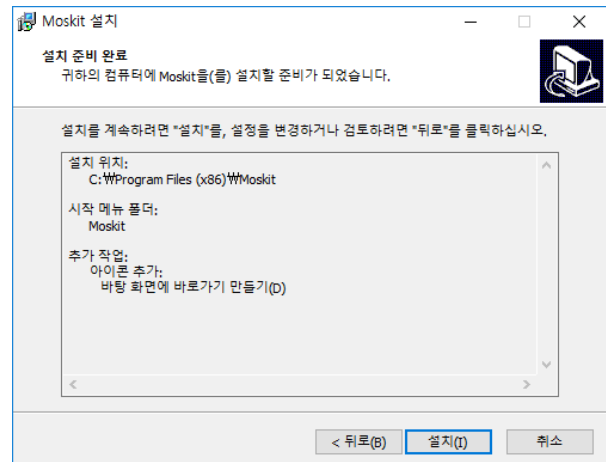 Moskit 설치
설치 준비 완료
귀하의 컴퓨터에 Moskit을(를) 설치할 준비가 되었습니다.
설치를 계속하려면 "설치"를, 설정을 변경하거나 검토하려면 "뒤로"를 클릭하십시오.
설치 위치:
C:₩Program Files (x86)₩Moskit
시작 메뉴 폴더:
Moskit
추가 작업:
아이콘 추가:
바탕 화면에 바로가기 만들기(D)
< 뒤로(B)
설치(I)
취소